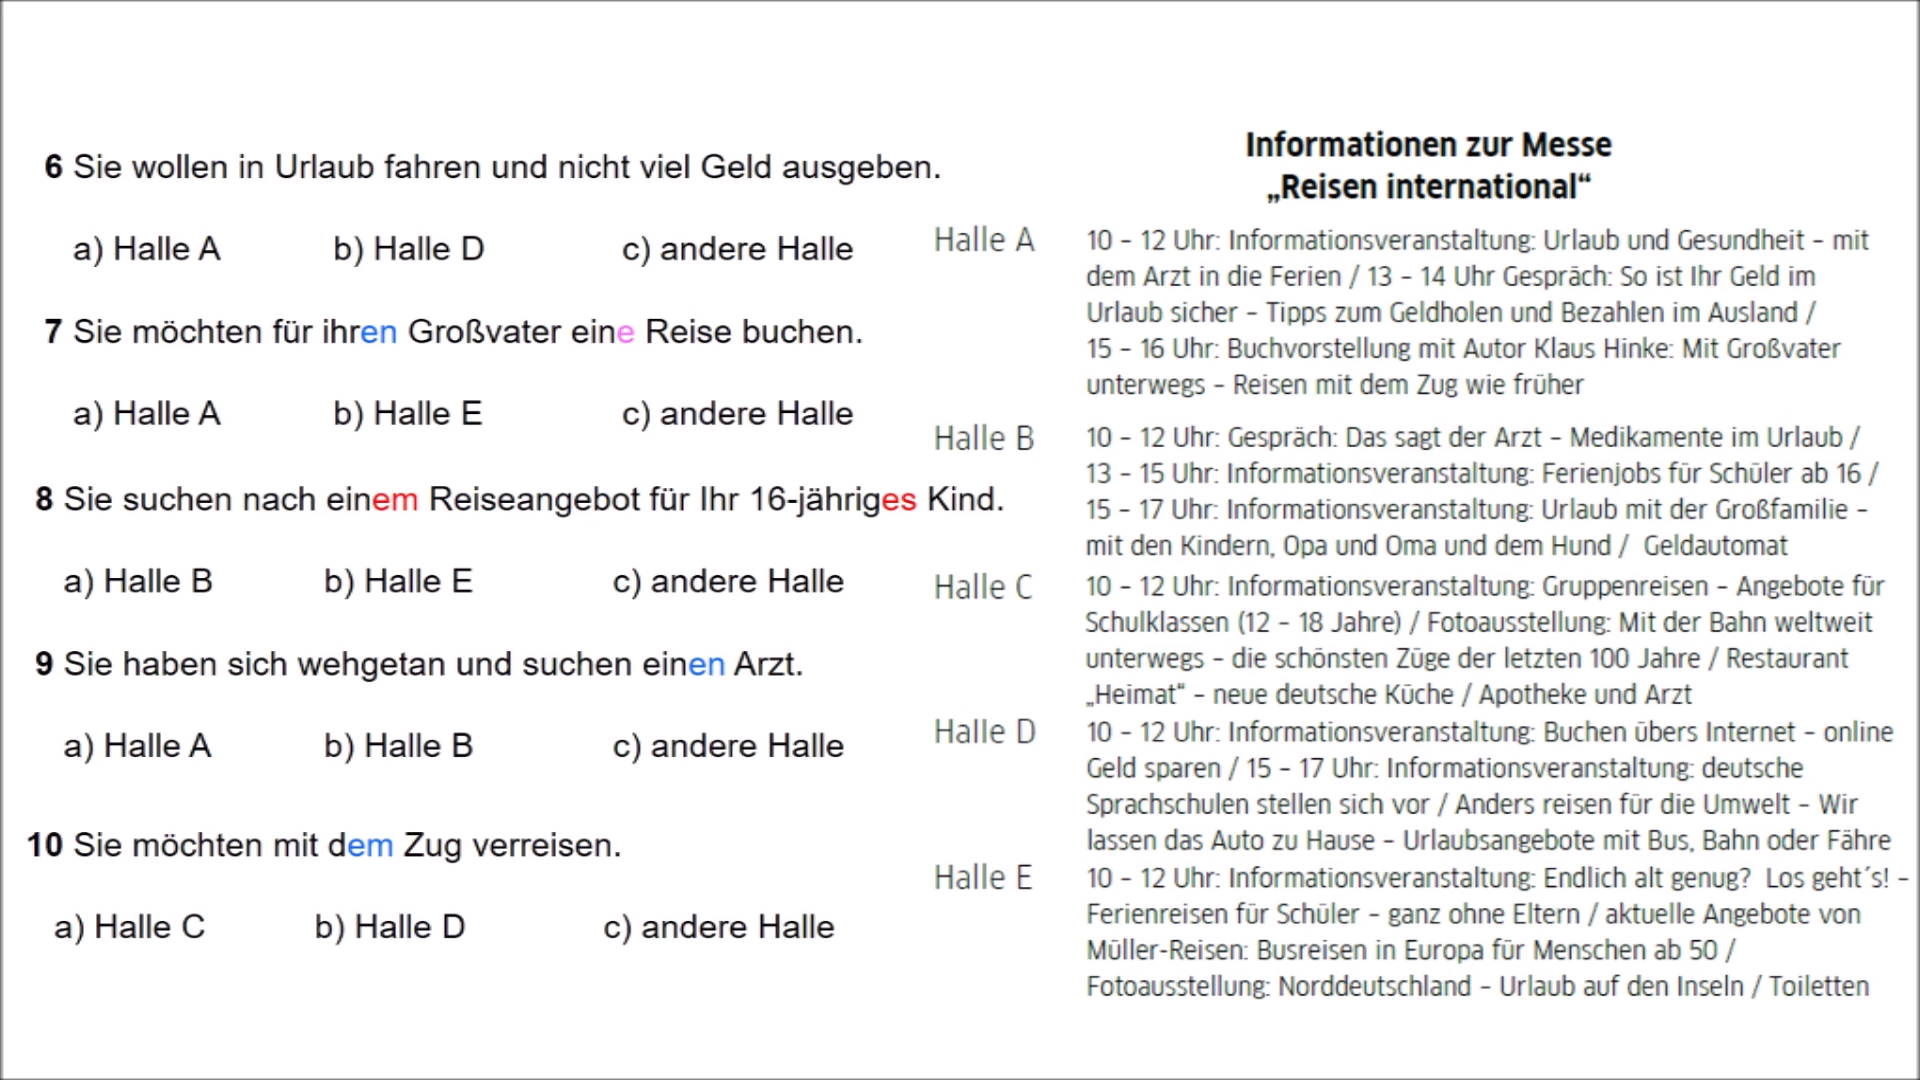 6 Sie wollen in Urlaub fahren und nicht viel Geld ausgeben.
a) Halle A b) Halle D c) andere Halle
7 Sie möchten für ihren Großvater eine Reise buchen.
a) Halle A b) Halle E c) andere Halle
8 Sie suchen nach einem Reiseangebot für Ihr 16-jähriges Kind.
a) Halle B b) Halle E c) andere Halle
9 Sie haben sich wehgetan und suchen einen Arzt.
a) Halle A b) Halle B c) andere Halle
10 Sie möchten mit dem Zug verreisen.
a) Halle C b) Halle D c) andere Halle
Informationen zur Messe
„Reisen international“
Halle A 10 – 12 Uhr: Informationsveranstaltung: Urlaub und Gesundheit – mit
dem Arzt in die Ferien / 13 – 14 Uhr Gespräch: So ist Ihr Geld im
Urlaub sicher – Tipps zum Geldholen und Bezahlen im Ausland /
15 – 16 Uhr: Buchvorstellung mit Autor Klaus Hinke: Mit Großvater
unterwegs – Reisen mit dem Zug wie früher
Halle B 10 – 12 Uhr: Gespräch: Das sagt der Arzt – Medikamente im Urlaub /
13 – 15 Uhr: Informationsveranstaltung: Ferienjobs für Schüler ab 16 /
15 – 17 Uhr: Informationsveranstaltung: Urlaub mit der Großfamilie –
mit den Kindern, Opa und Oma und dem Hund / Geldautomat
Halle C 10 – 12 Uhr: Informationsveranstaltung: Gruppenreisen – Angebote für
Schulklassen (12 – 18 Jahre) / Fotoausstellung: Mit der Bahn weltweit
unterwegs – die schönsten Züge der letzten 100 Jahre / Restaurant
„Heimat“ – neue deutsche Küche / Apotheke und Arzt
Halle D 10 – 12 Uhr: Informationsveranstaltung: Buchen übers Internet – online
Geld sparen / 15 – 17 Uhr: Informationsveranstaltung: deutsche
Sprachschulen stellen sich vor / Anders reisen für die Umwelt – Wir
lassen das Auto zu Hause – Urlaubsangebote mit Bus, Bahn oder Fähre
Halle E 10 – 12 Uhr: Informationsveranstaltung: Endlich alt genug? Los geht´s! –
Ferienreisen für Schüler – ganz ohne Eltern / aktuelle Angebote von
Müller-Reisen: Busreisen in Europa für Menschen ab 50 /
Fotoausstellung: Norddeutschland – Urlaub auf den Inseln / Toiletten